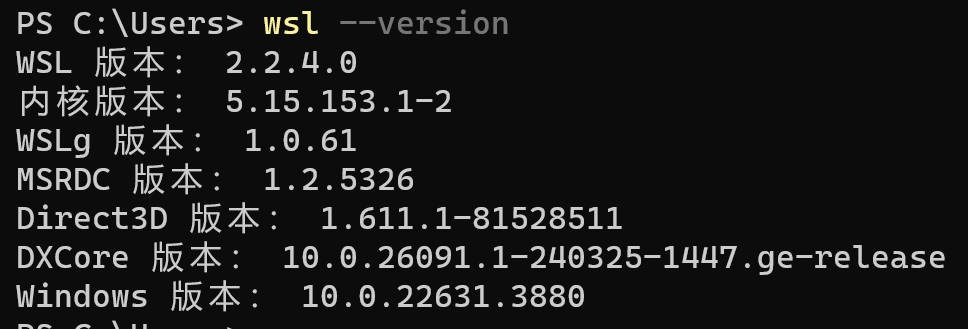 PS C:\Users> wsl --version
WSL 版本： 2.2.4.0
内核版本： 5.15.153.1-2
WSLg 版本： 1.0.61
MSRDC 版本： 1.2.5326
Direct3D 版本： 1.611.1-81528511
DXCore 版本： 10.0.26091.1-240325-1447.ge-release
Windows 版本： 10.0.22631.3880